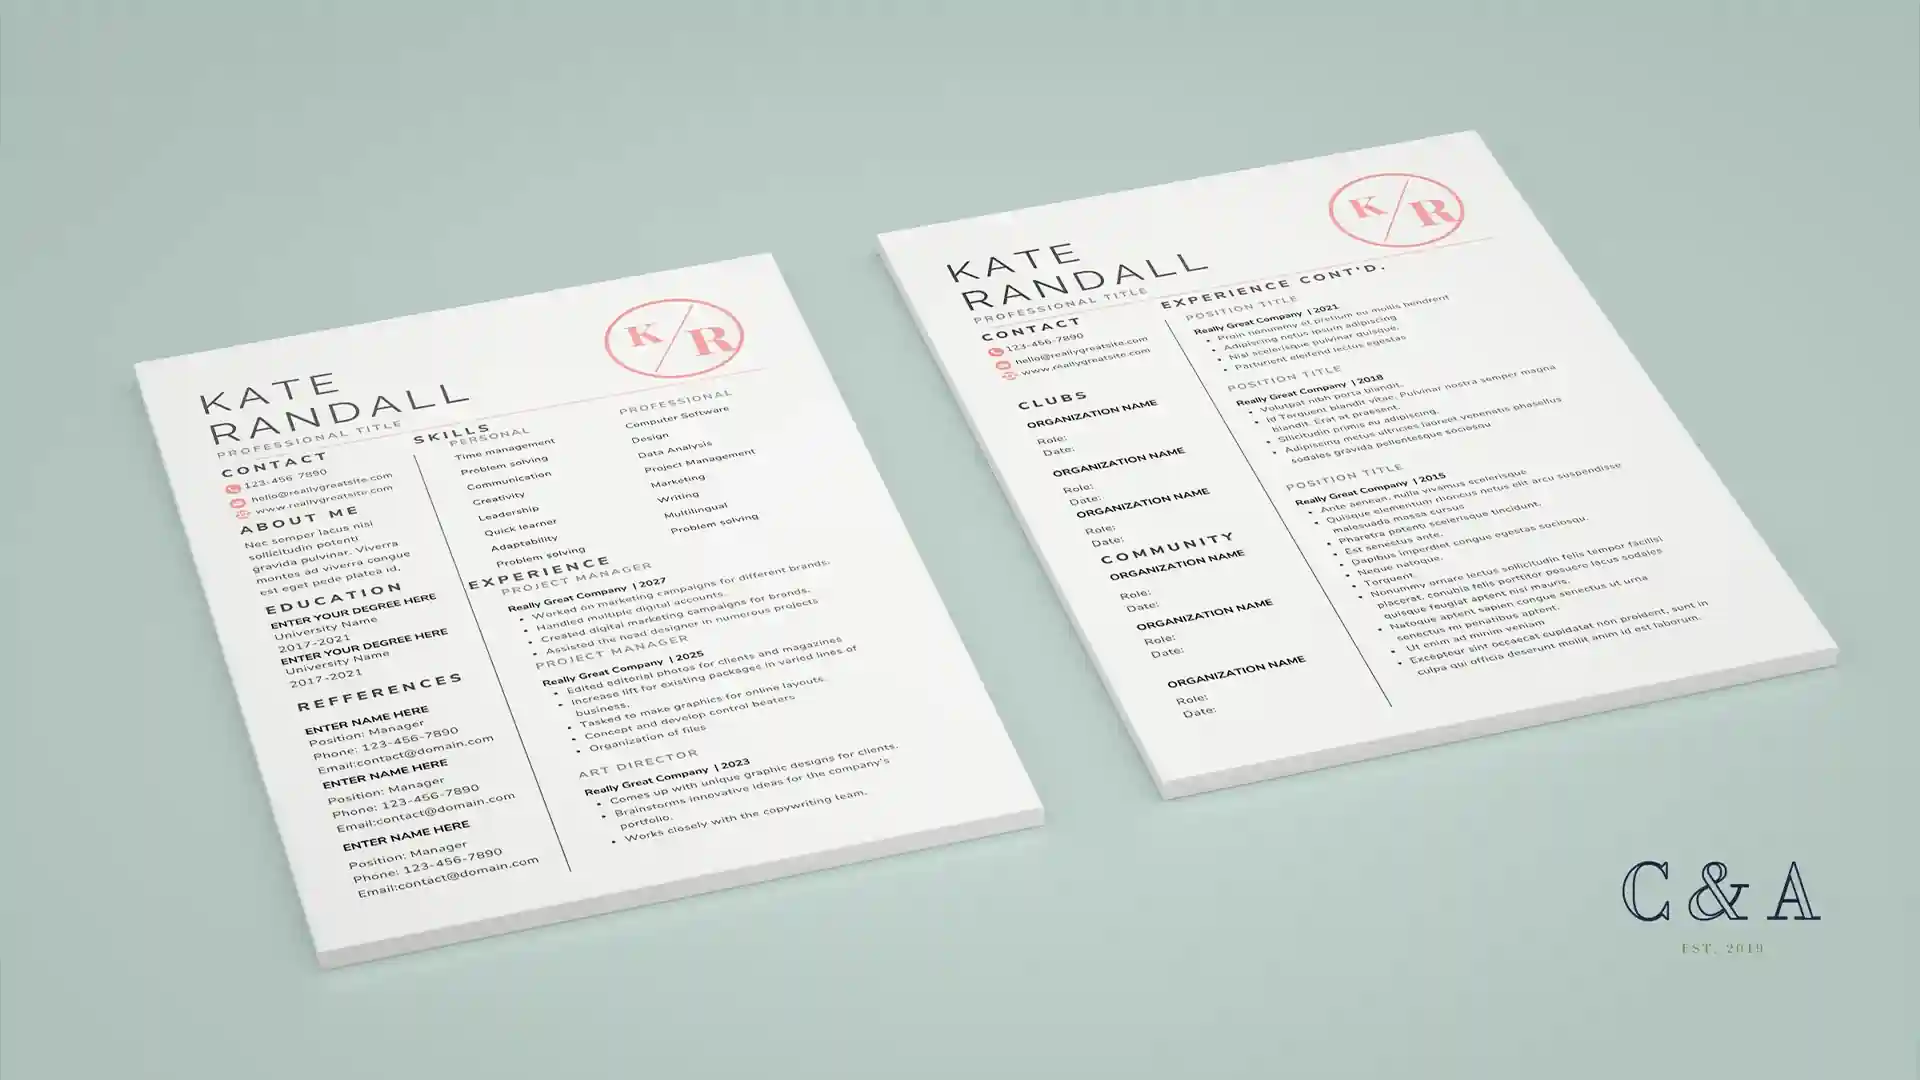 K R
KATE
RANDALL
PROFESSIONAL TITLE
CONTACT
123-456 7890
hello@reallygreatsite.com
www.reallygreatsite.com
ABOUT ME
Nec semper lacus nisl
sollicitudin potenti
gravida pulvinar. Viverra
montes ad viverra congue
est eget pede platea id.
EDUCATION
ENTER YOUR DEGREE HERE
University Name
2017-2021
ENTER YOUR DEGREE HERE
University Name
2017-2021
REFFERENCES
ENTER NAME HERE
Position: Manager
Phone: 123-456-7890
Email:contact@domain.com
ENTER NAME HERE
Position: Manager
Phone: 123-456-7890
Email:contact@domain.com
ENTER NAME HERE
Position: Manager
Phone: 123-456-7890
Email:contact@domain.com
SKILLS
PERSONAL
Time management
Problem solving
Communication
Creativity
Leadership
Quick learner
Adaptability
Problem solving
PROFESSIONAL
Computer Software
Design
Data Analysis
Project Management
Marketing
Writing
Multilingual
Problem solving
EXPERIENCE
PROJECT MANAGER
Really Great Company | 2027
• Worked on marketing campaigns for different brands.
• Handled multiple digital accounts.
• Created digital marketing campaigns for brands.
• Assisted the head designer in numerous projects
PROJECT MANAGER
Really Great Company | 2025
• Edited editorial photos for clients and magazines
• Increase lift for existing packages in varied lines of
business.
• Tasked to make graphics for online layouts.
• Concept and develop control beaters
• Organization of files
ART DIRECTOR
Really Great Company | 2023
• Comes up with unique graphic designs for clients.
• Brainstorms innovative ideas for the company's
portfolio.
• Works closely with the copywriting team.
K R
KATE
RANDALL
PROFESSIONAL TITLE
CONTACT
123-456-7890
hello@reallygreatsite.com
www.reallygreatsite.com
CLUBS
ORGANIZATION NAME
Role:
Date:
ORGANIZATION NAME
Role:
Date:
ORGANIZATION NAME
Role:
Date:
COMMUNITY
ORGANIZATION NAME
Role:
Date:
ORGANIZATION NAME
Role:
Date:
ORGANIZATION NAME
Role:
Date:
EXPERIENCE CONT'D.
POSITION TITLE
Really Great Company | 2021
• Proin nonummy et pretium eu mollis hendrerit
• Adipiscing netus ipsum adipiscing
• Nisl scelerisque pulvinar quisque.
• Parturient eleifend lectus egestas
POSITION TITLE
Really Great Company | 2018
• Volutpat nibh porta blandit.
• Id Torquent blandit vitae. Pulvinar nostra semper magna
blandit. Erat at praesent.
• Sllicitudin primis eu adipiscing.
• Adipiscing metus ultricies laoreet venenatis phasellus
sodales gravida pellentesque sociosqu
POSITION TITLE
Really Great Company | 2015
• Ante aenean, nulla vivamus scelerisque
• Quisque elementum rhoncus netus elit arcu suspendisse
malesuada massa cursus
• Pharetra potenti scelerisque tincidunt,
• Est senectus ante.
• Dapibus imperdiet congue egestas sociosqu.
• Neque natoque.
• Torquent.
• Nonummy ornare lectus sollicitudin felis tempor facilisi
placerat, conubia felis porttitor posuere lacus sodales
quisque feugiat aptent nisl mauris.
• Natoque aptent sapien congue senectus ut urna
senectus mi penatibus aptent.
• Ut enim ad minim veniam
• Excepteur sint occaecat cupidatat non proident, sunt in
culpa qui officia deserunt mollit anim id est laborum.
C & A
EST. 2019